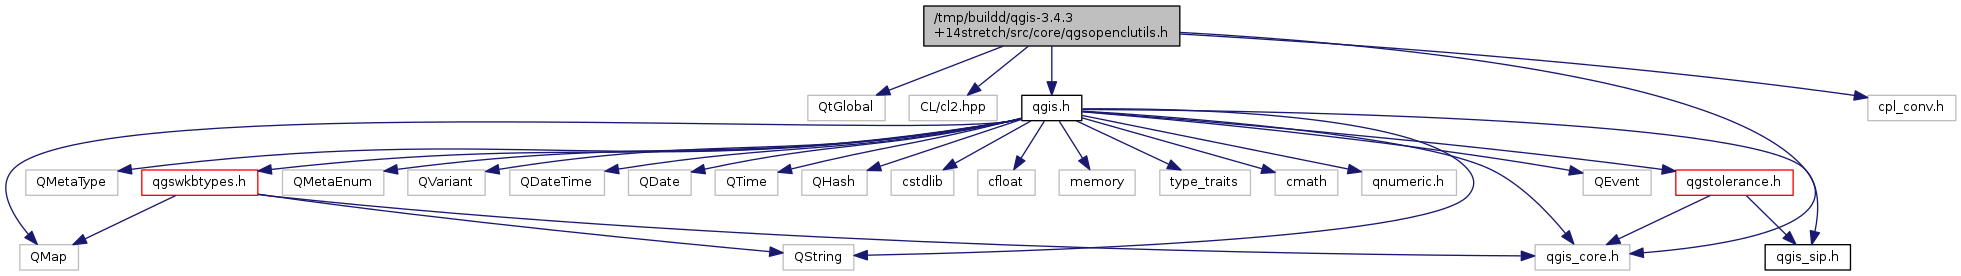 /tmp/buildd/qgis-3.4.3
+14stretch/src/core/qgsopenclutils.h
QtGlobal
CL/cl2.hpp
qgis.h
cpl_conv.h
QMetaType
qgswkbtypes.h
QMetaEnum
QVariant
QDateTime
QDate
QTime
QHash
cstdlib
cfloat
memory
type_traits
cmath
qnumeric.h
QEvent
qgstolerance.h
QMap
QString
qgis_core.h
qgis_sip.h